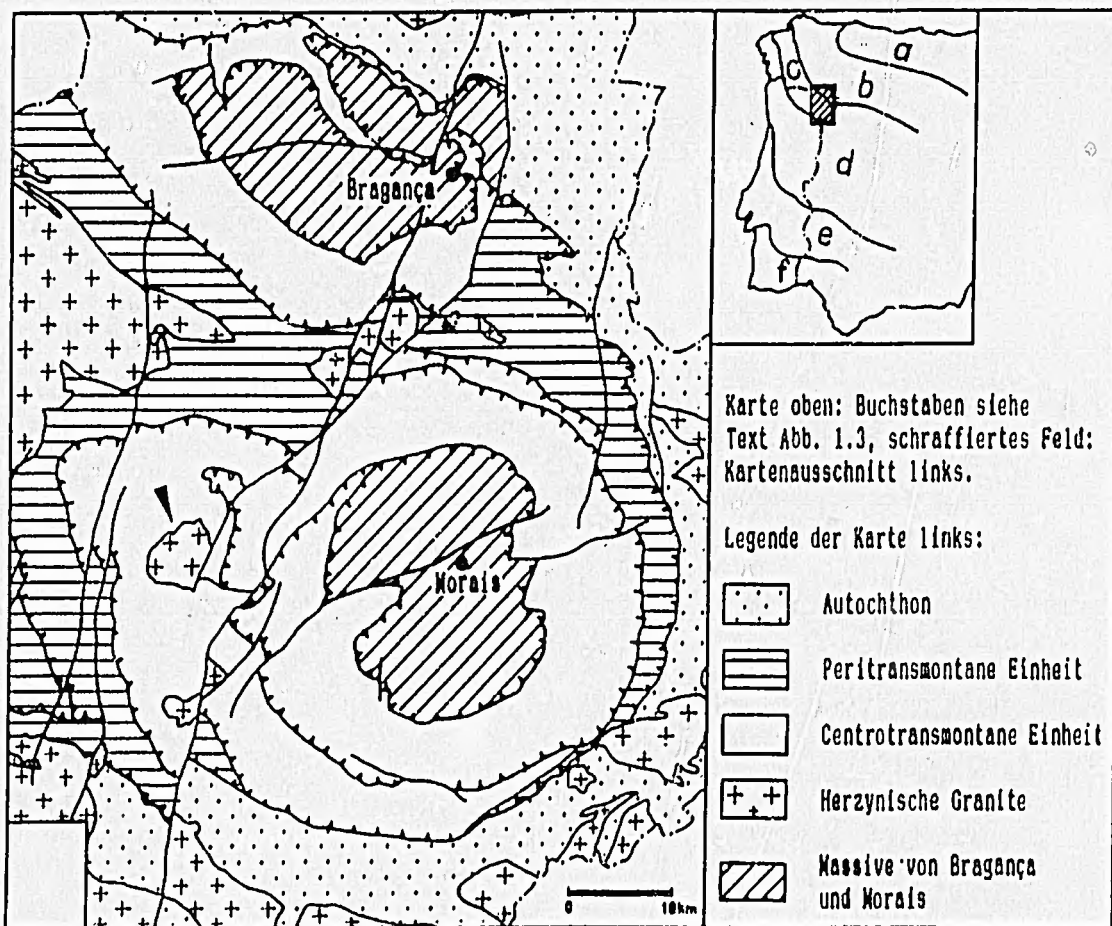 Bragança
Morais
0 10km
a
c
b
d
e
f
Karte oben: Buchstaben siehe
Text Abb. 1.3, schraffiertes Feld:
Kartenausschnitt links.
Legende der Karte links:
Autochthon
Peritransmontane Einheit
Centrotransmontane Einheit
Herzynische Granite
Massive von Bragança
und Morais